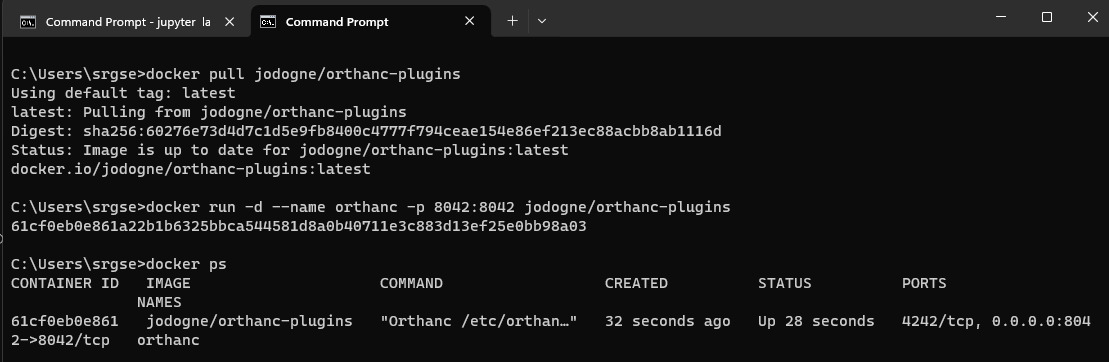 Command Prompt - jupyter la
Command Prompt
C:\Users\srgse>docker pull jodogne/orthanc-plugins
Using default tag: latest
latest: Pulling from jodogne/orthanc-plugins
Digest: sha256:60276e73d4d7c1d5e9fb8400c4777f794ceae154e86ef213ec88acbb8ab1116d
Status: Image is up to date for jodogne/orthanc-plugins:latest
docker.io/jodogne/orthanc-plugins:latest
C:\Users\srgse>docker run -d --name orthanc -p 8042:8042 jodogne/orthanc-plugins
61cf0eb0e861a22b1b6325bbca544581d8a0b40711e3c883d13ef25e0bb98a03
C:\Users\srgse>docker ps
CONTAINER ID   IMAGE                     COMMAND                  CREATED          STATUS          PORTS
NAMES
61cf0eb0e861   jodogne/orthanc-plugins   "Orthanc /etc/orthan…"   32 seconds ago   Up 28 seconds   4242/tcp, 0.0.0.0:804
2->8042/tcp   orthanc